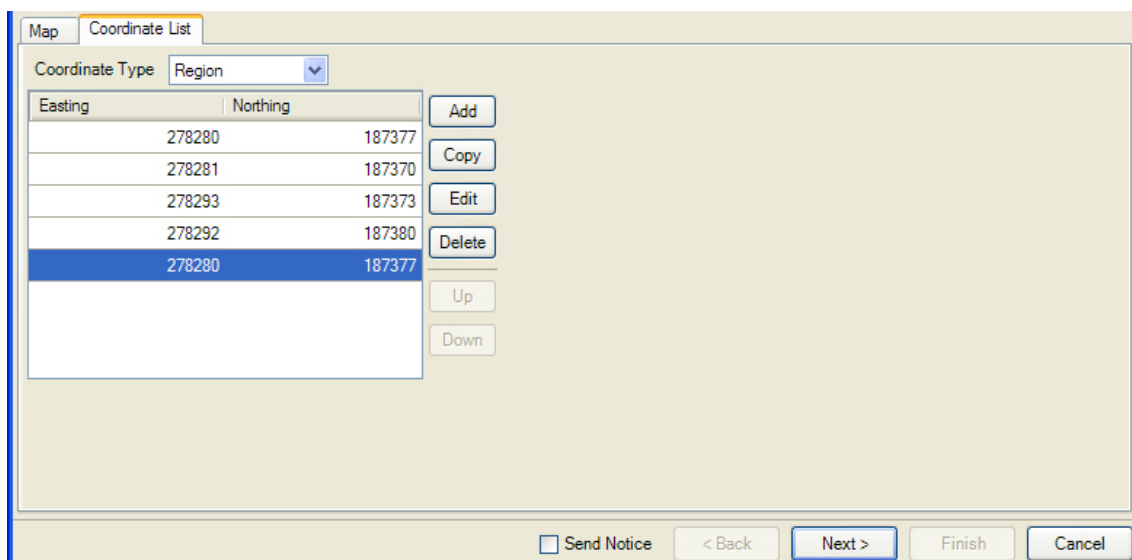 Map Coordinate List
Coordinate Type Region
Easting Northing
278280 187377
278281 187370
278293 187373
278292 187380
278280 187377
Add
Copy
Edit
Delete
Up
Down
Send Notice < Back Next > Finish Cancel